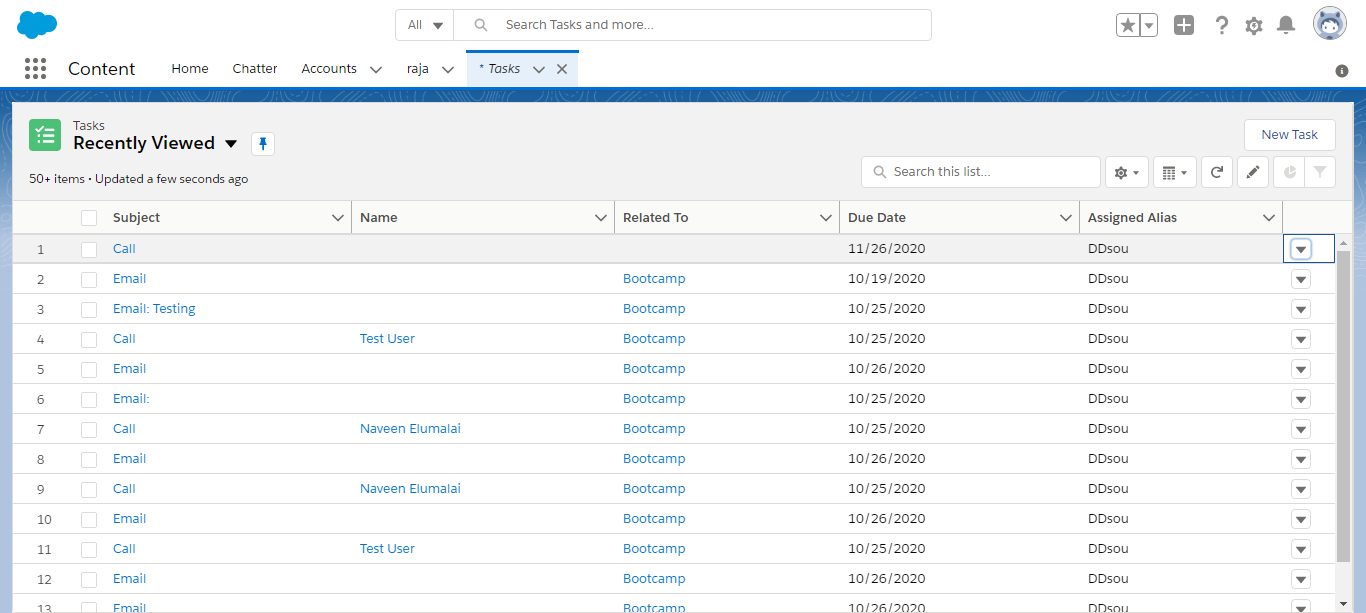 All Search Tasks and more...
Content Home Chatter Accounts raja * Tasks
Tasks
Recently Viewed
New Task
50+ items • Updated a few seconds ago
Search this list...
Subject Name Related To Due Date Assigned Alias
1 Call 11/26/2020 DDsou
2 Email Bootcamp 10/19/2020 DDsou
3 Email: Testing Bootcamp 10/25/2020 DDsou
4 Call Test User Bootcamp 10/25/2020 DDsou
5 Email Bootcamp 10/26/2020 DDsou
6 Email: Bootcamp 10/25/2020 DDsou
7 Call Naveen Elumalai Bootcamp 10/25/2020 DDsou
8 Email Bootcamp 10/26/2020 DDsou
9 Call Naveen Elumalai Bootcamp 10/25/2020 DDsou
10 Email Bootcamp 10/26/2020 DDsou
11 Call Test User Bootcamp 10/25/2020 DDsou
12 Email Bootcamp 10/26/2020 DDsou
13 Email Bootcamp 10/26/2020 DDsou